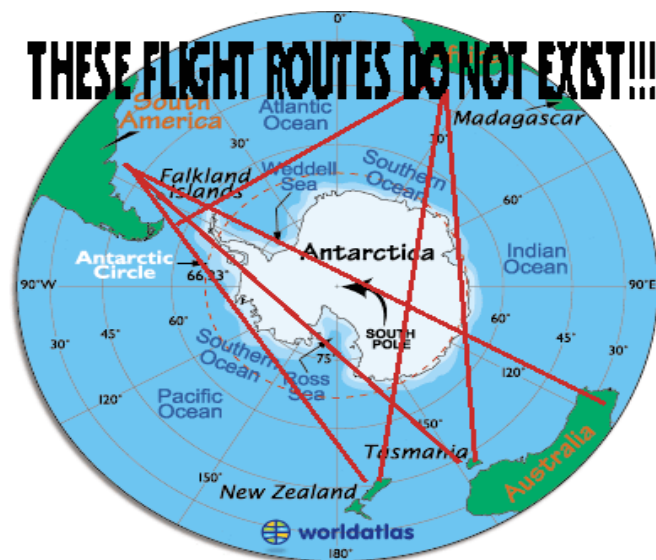 0°
THESE FLIGHT ROUTES DO NOT EXIST!!!
Africa
South
America
Atlantic
Ocean
Madagascar
30°
Falkland
Islands
Weddell
Sea
Southern
Ocean
60°
Antarctica
Indian
Ocean
Antarctic
Circle
66.33°
90°W
30°
45°
60°
SOUTH
POLE
90°E
30°
45°
60°
75°
Southern
Ocean
Ross
Sea
Pacific
Ocean
120°
120°
150°
150°
Tasmania
Australia
New Zealand
worldatlas
180°